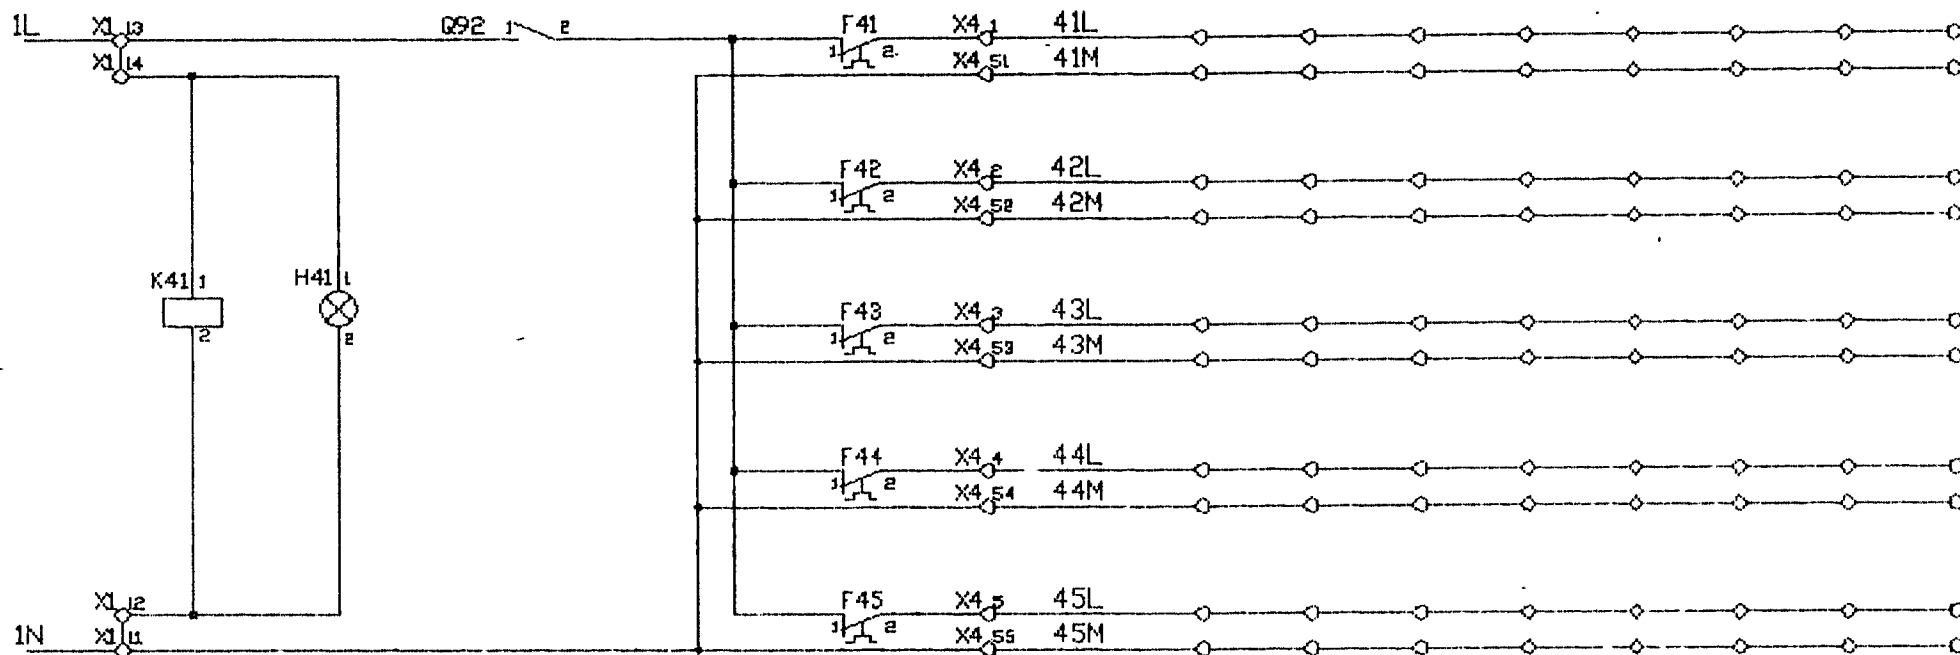 1L X1 13 Q92 1 2 F41 X4 1 41L
X1 14 1 2 X4 51 41M
F42 X4 2 42L
1 2 X4 52 42M
K41 1 H41 1
2 2
F43 X4 3 43L
1 2 X4 53 43M
F44 X4 4 44L
1 2 X4 54 44M
X1 12 F45 X4 5 45L
1N X1 11 1 2 X4 55 45M